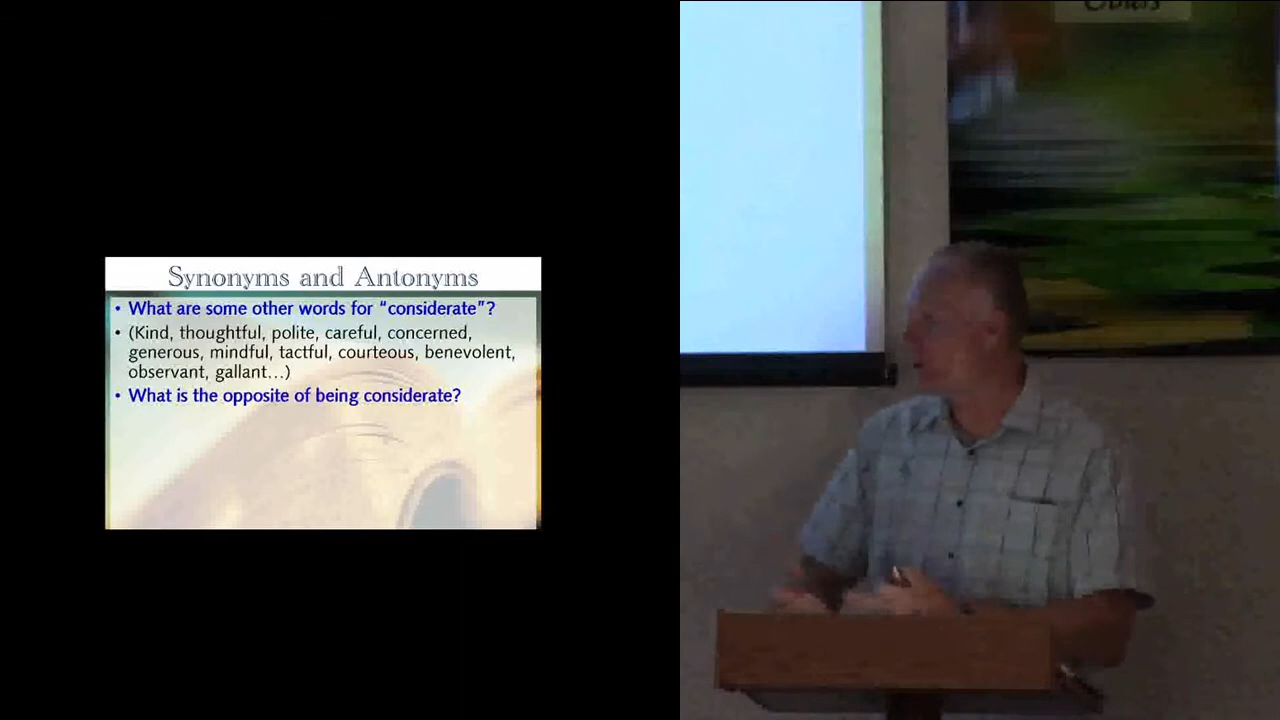 Synonyms and Antonyms
• What are some other words for “considerate”?
• (Kind, thoughtful, polite, careful, concerned,
generous, mindful, tactful, courteous, benevolent,
observant, gallant…)
• What is the opposite of being considerate?